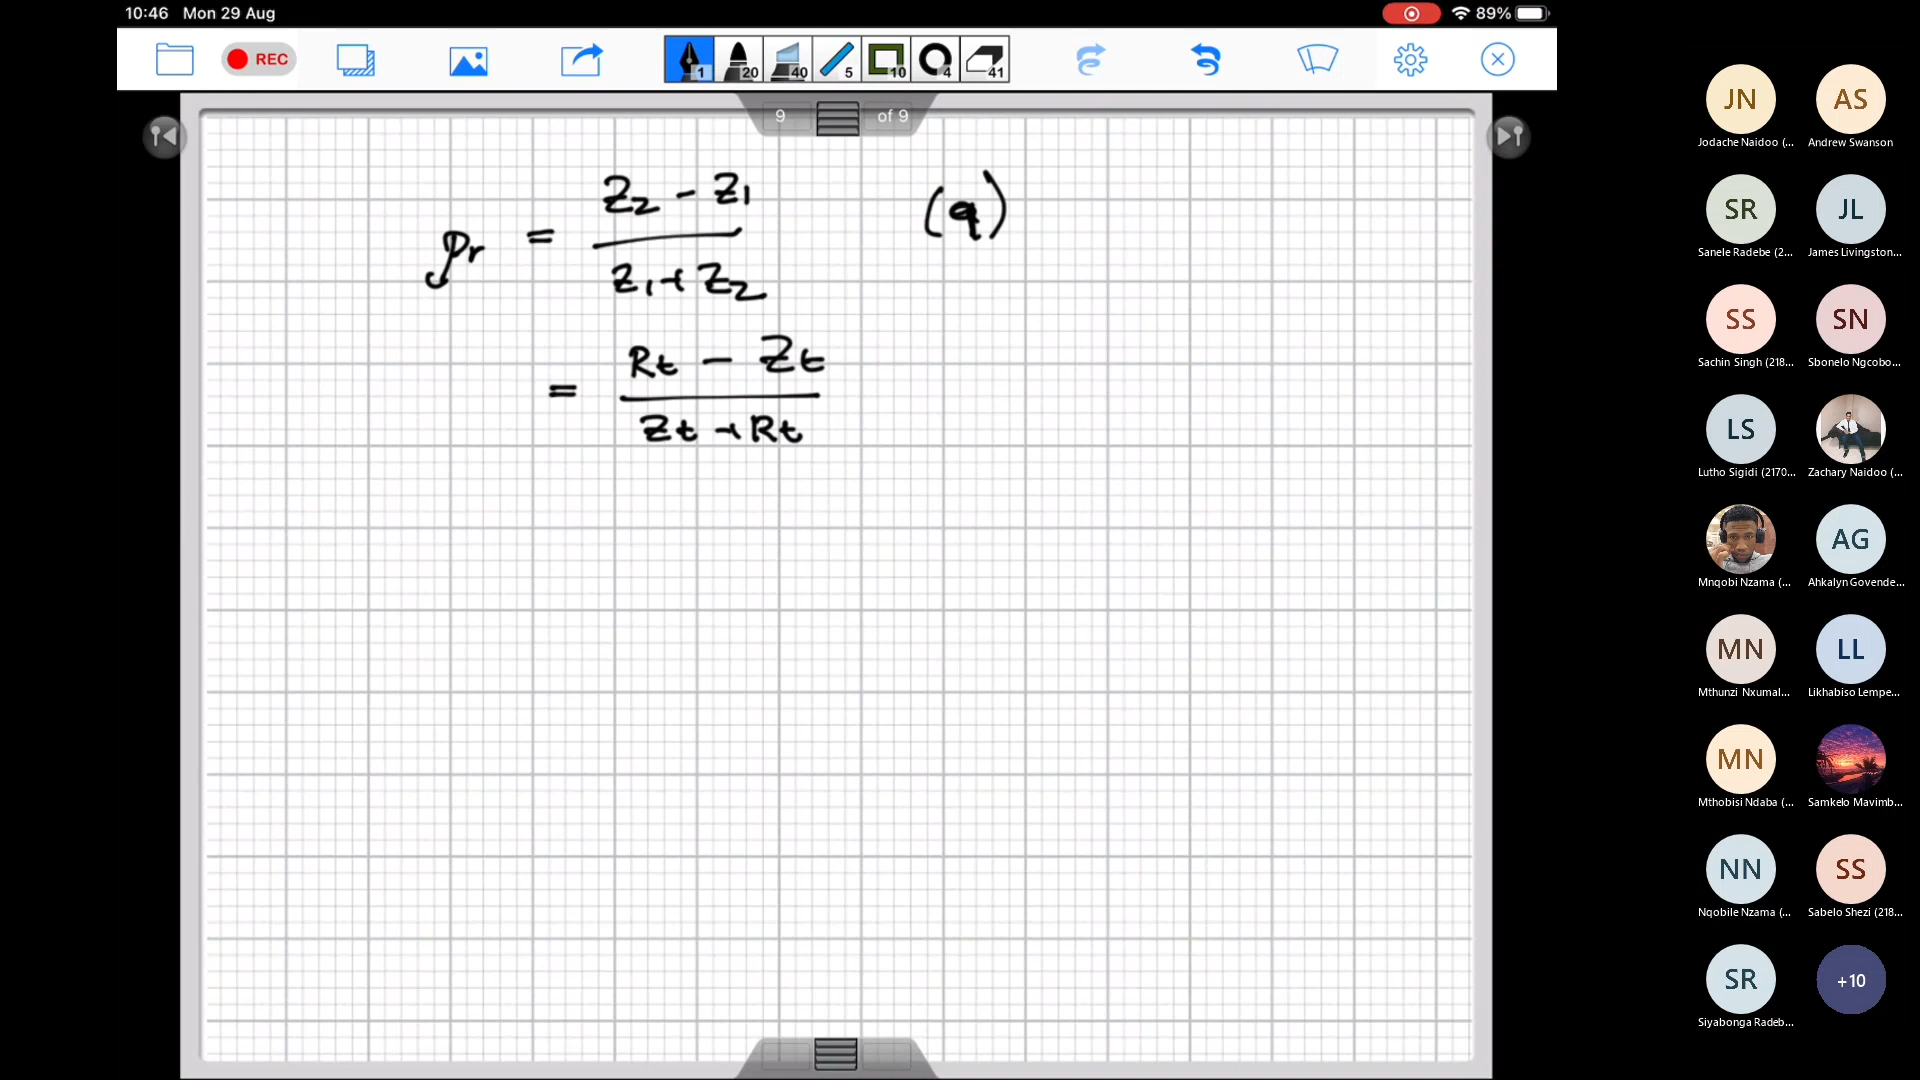 10:46 Mon 29 Aug 89%
REC 1 20 40 5 10 4 41
9 of 9
ρr = (Z2 - Z1) / (Z1 + Z2) (9)
= (Rt - Zt) / (Zt + Rt)
JN AS
Jodache Naidoo (... Andrew Swanson
SR JL
Sanele Radebe (2... James Livingston...
SS SN
Sachin Singh (218... Sbonelo Ngcobo...
LS
Lutho Sigidi (2170... Zachary Naidoo (...
AG
Mnqobi Nzama (... Ahkalyn Govende...
MN LL
Mthunzi Nxumal... Likhabiso Lempe...
MN
Mthobisi Ndaba (... Samkelo Mavimb...
NN SS
Nqobile Nzama (... Sabelo Shezi (218...
SR +10
Siyabonga Radeb...